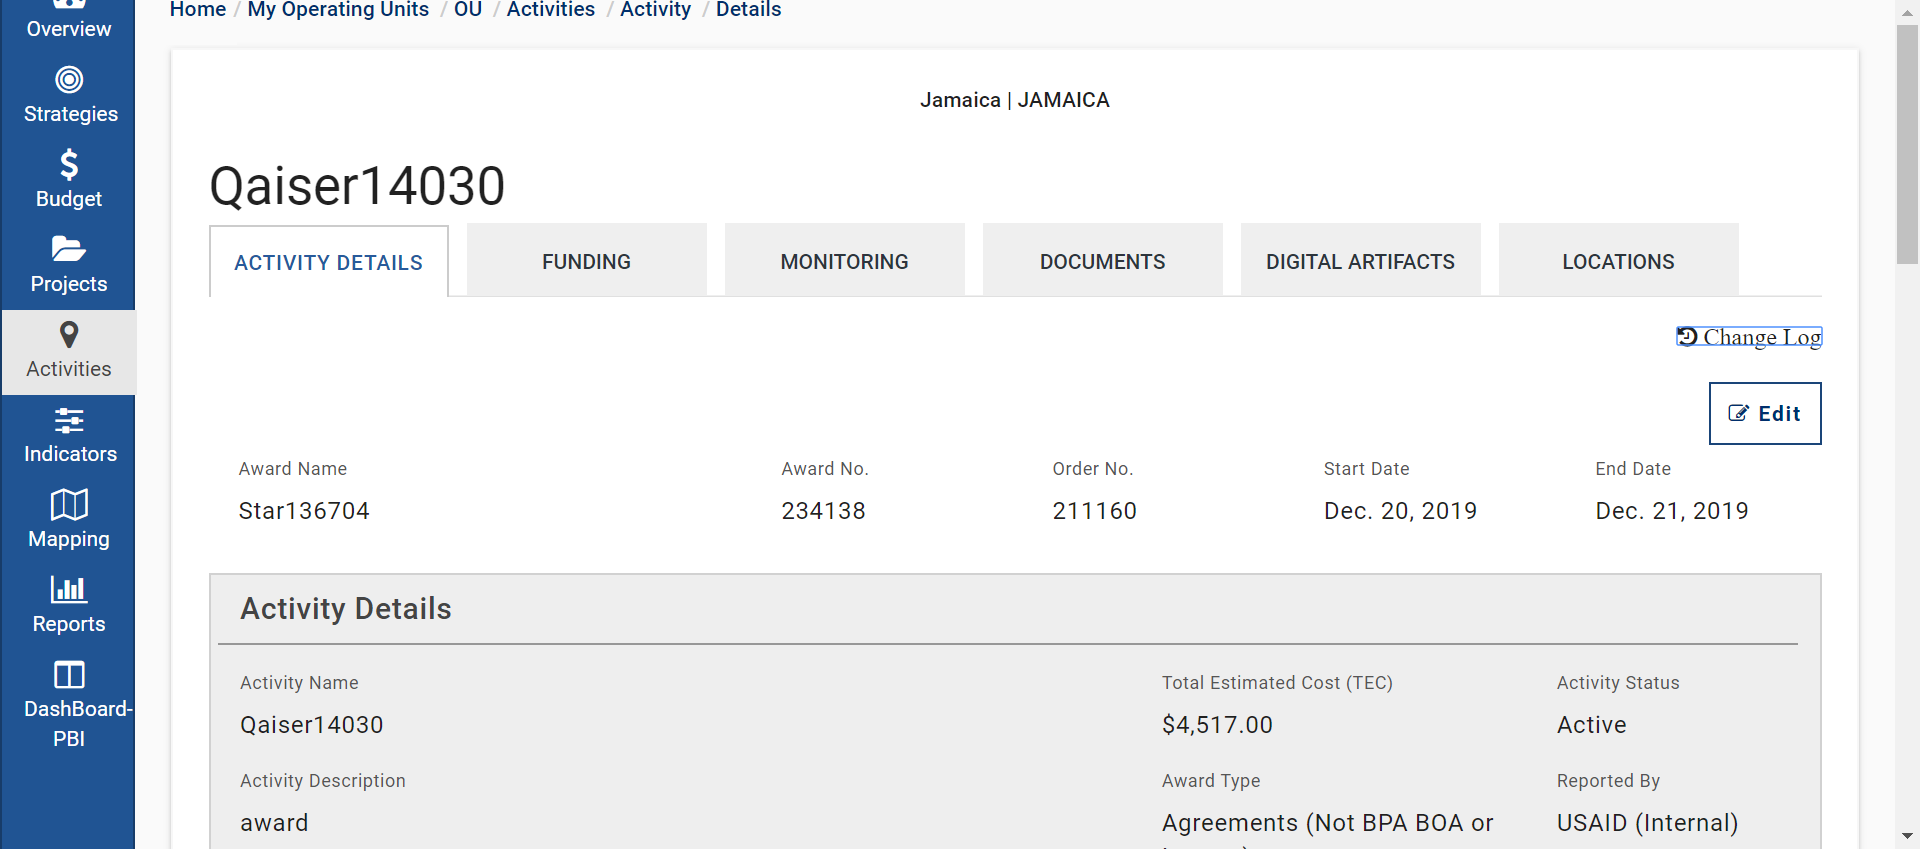 Home / My Operating Units / OU / Activities / Activity / Details
Overview
Strategies
Budget
Projects
Activities
Indicators
Mapping
Reports
DashBoard-
PBI
Jamaica | JAMAICA
Qaiser14030
ACTIVITY DETAILS
FUNDING
MONITORING
DOCUMENTS
DIGITAL ARTIFACTS
LOCATIONS
Change Log
Edit
Award Name
Star136704
Award No.
234138
Order No.
211160
Start Date
Dec. 20, 2019
End Date
Dec. 21, 2019
Activity Details
Activity Name
Qaiser14030
Total Estimated Cost (TEC)
$4,517.00
Activity Status
Active
Activity Description
award
Award Type
Agreements (Not BPA BOA or
Reported By
USAID (Internal)